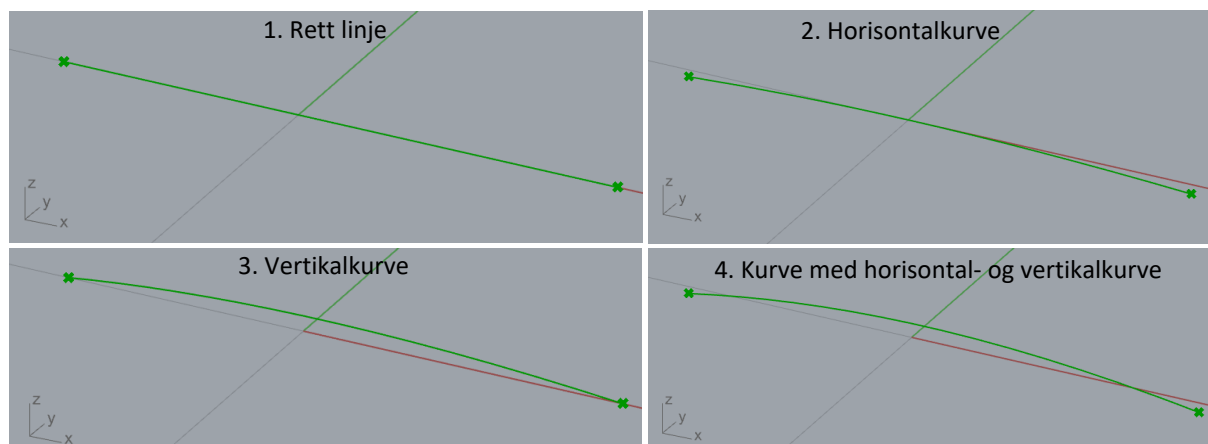 1. Rett linje
z
y
x
2. Horisontalkurve
z
y
x
3. Vertikalkurve
z
y
x
4. Kurve med horisontal- og vertikalkurve
z
y
x